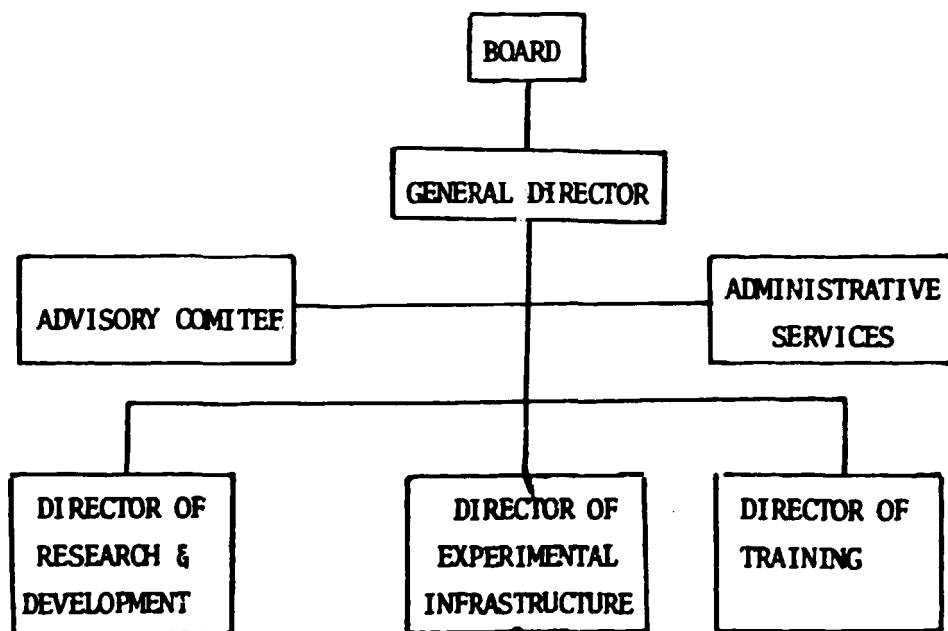 BOARD
GENERAL DIRECTOR
ADVISORY COMITEE
ADMINISTRATIVE
SERVICES
DIRECTOR OF
RESEARCH &
DEVELOPMENT
DIRECTOR OF
EXPERIMENTAL
INFRASTRUCTURE
DIRECTOR OF
TRAINING